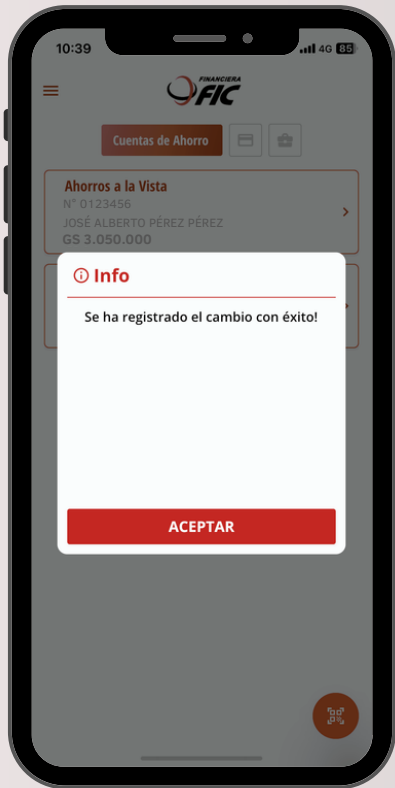 10:39
4G 85
FINANCIERA
FIC
Cuentas de Ahorro
Ahorros a la Vista
N° 0123456
JOSÉ ALBERTO PÉREZ PÉREZ
GS 3.050.000
Info
Se ha registrado el cambio con éxito!
ACEPTAR